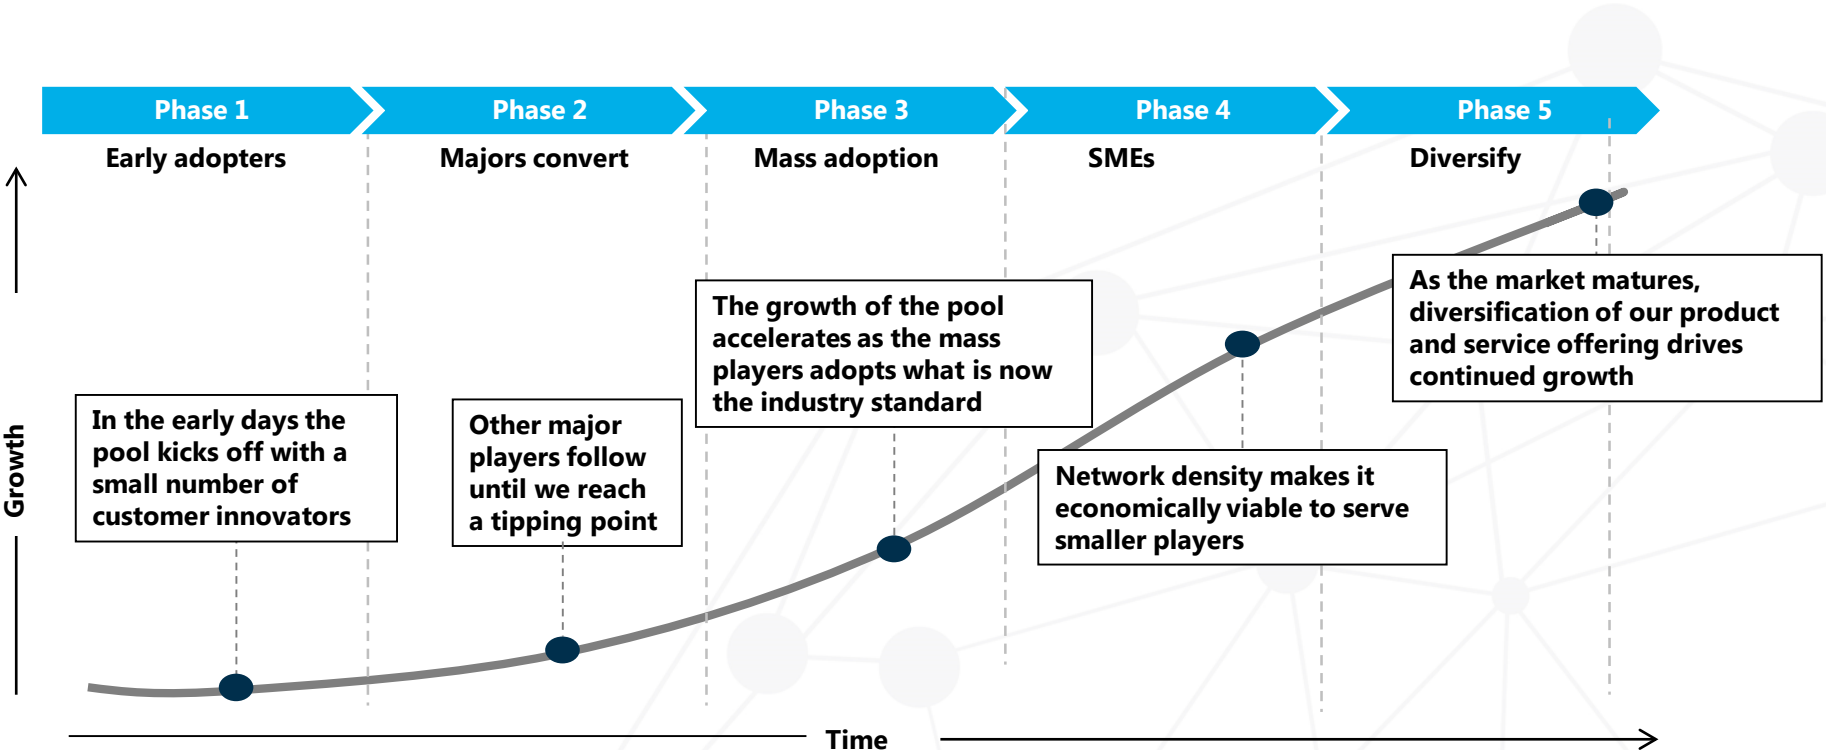 Phase 1
Phase 2
Phase 3
Phase 4
Phase 5
Early adopters
Majors convert
Mass adoption
SMEs
Diversify
In the early days the
pool kicks off with a
small number of
customer innovators
Other major
players follow
until we reach
a tipping point
The growth of the pool
accelerates as the mass
players adopts what is now
the industry standard
Network density makes it
economically viable to serve
smaller players
As the market matures,
diversification of our product
and service offering drives
continued growth
Growth
Time